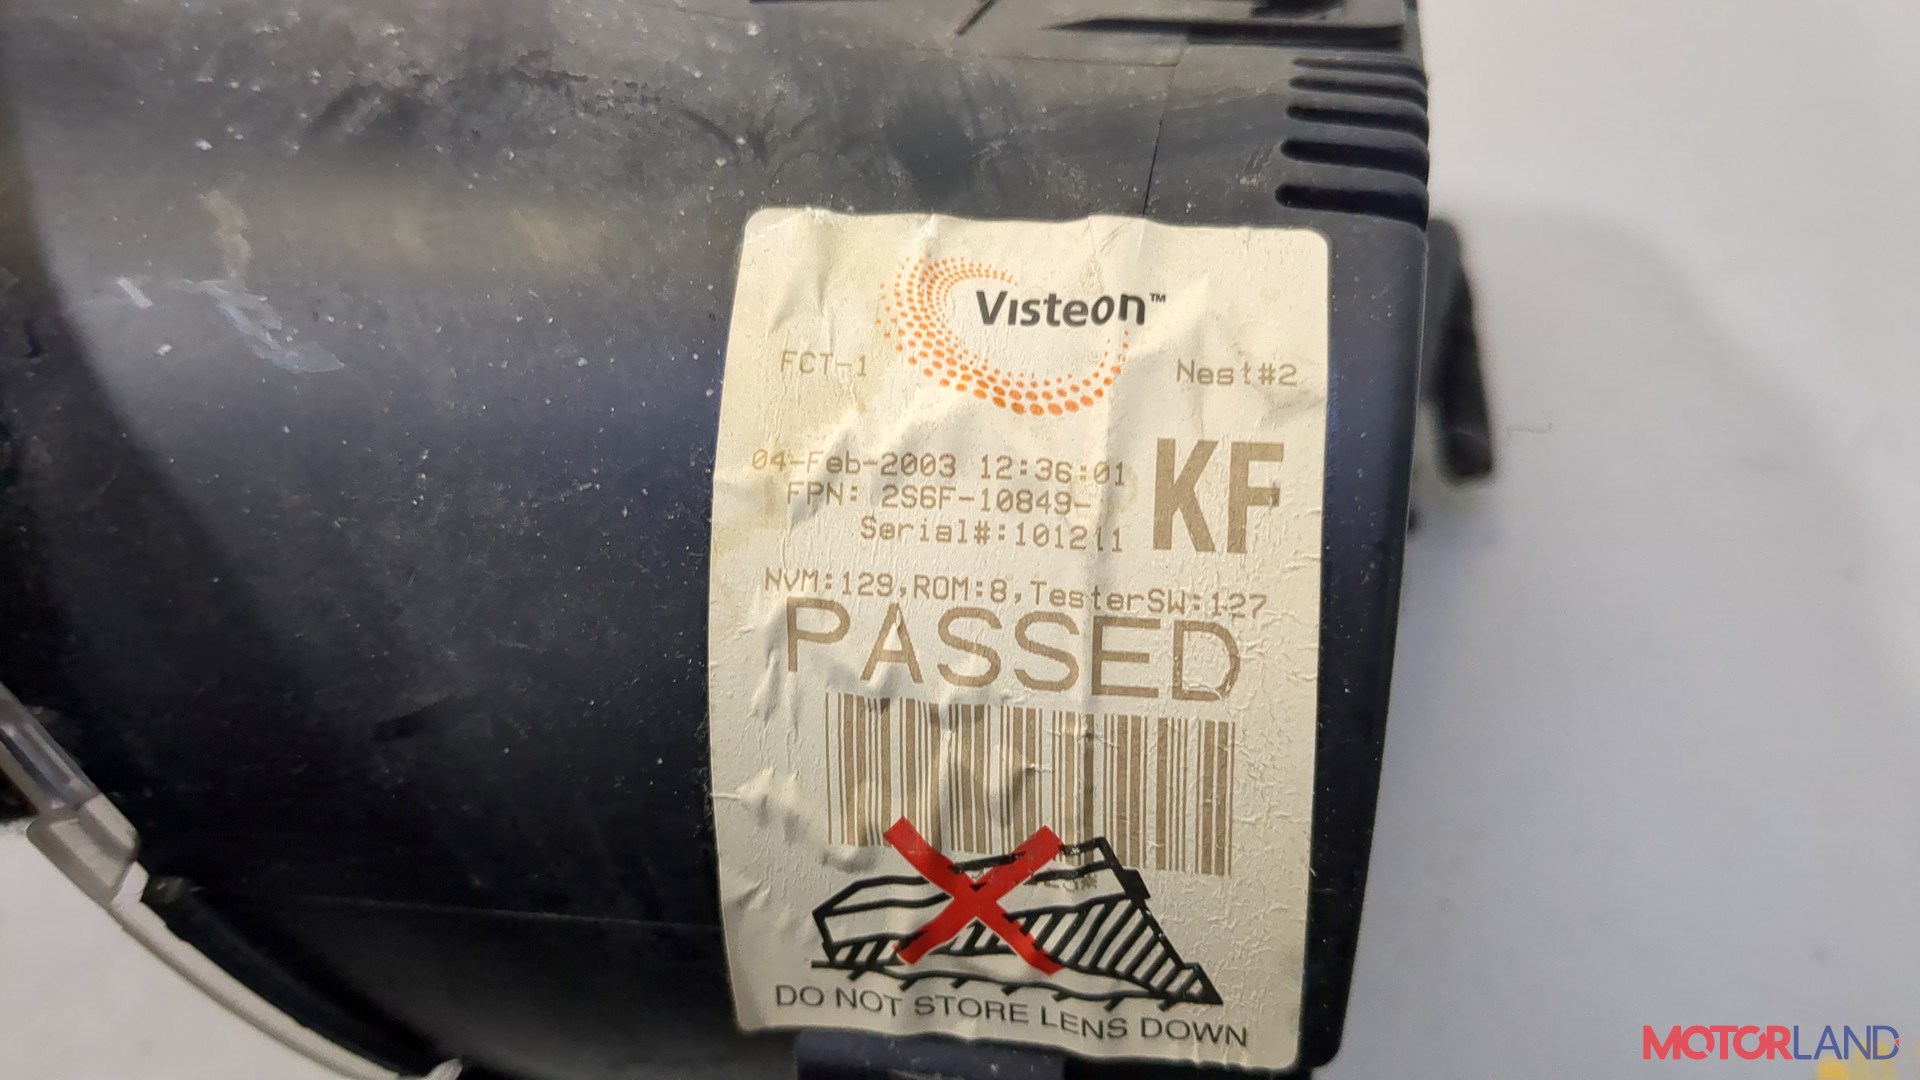 Visteon™
FCT-1
Nest#2
04-Feb-2003 12:36:01
KF
FPN: 2S6F-10849-
Serial#:101211
NVM:129,ROM:8,TesterSW:127
PASSED
DO NOT STORE LENS DOWN
MOTORLAND